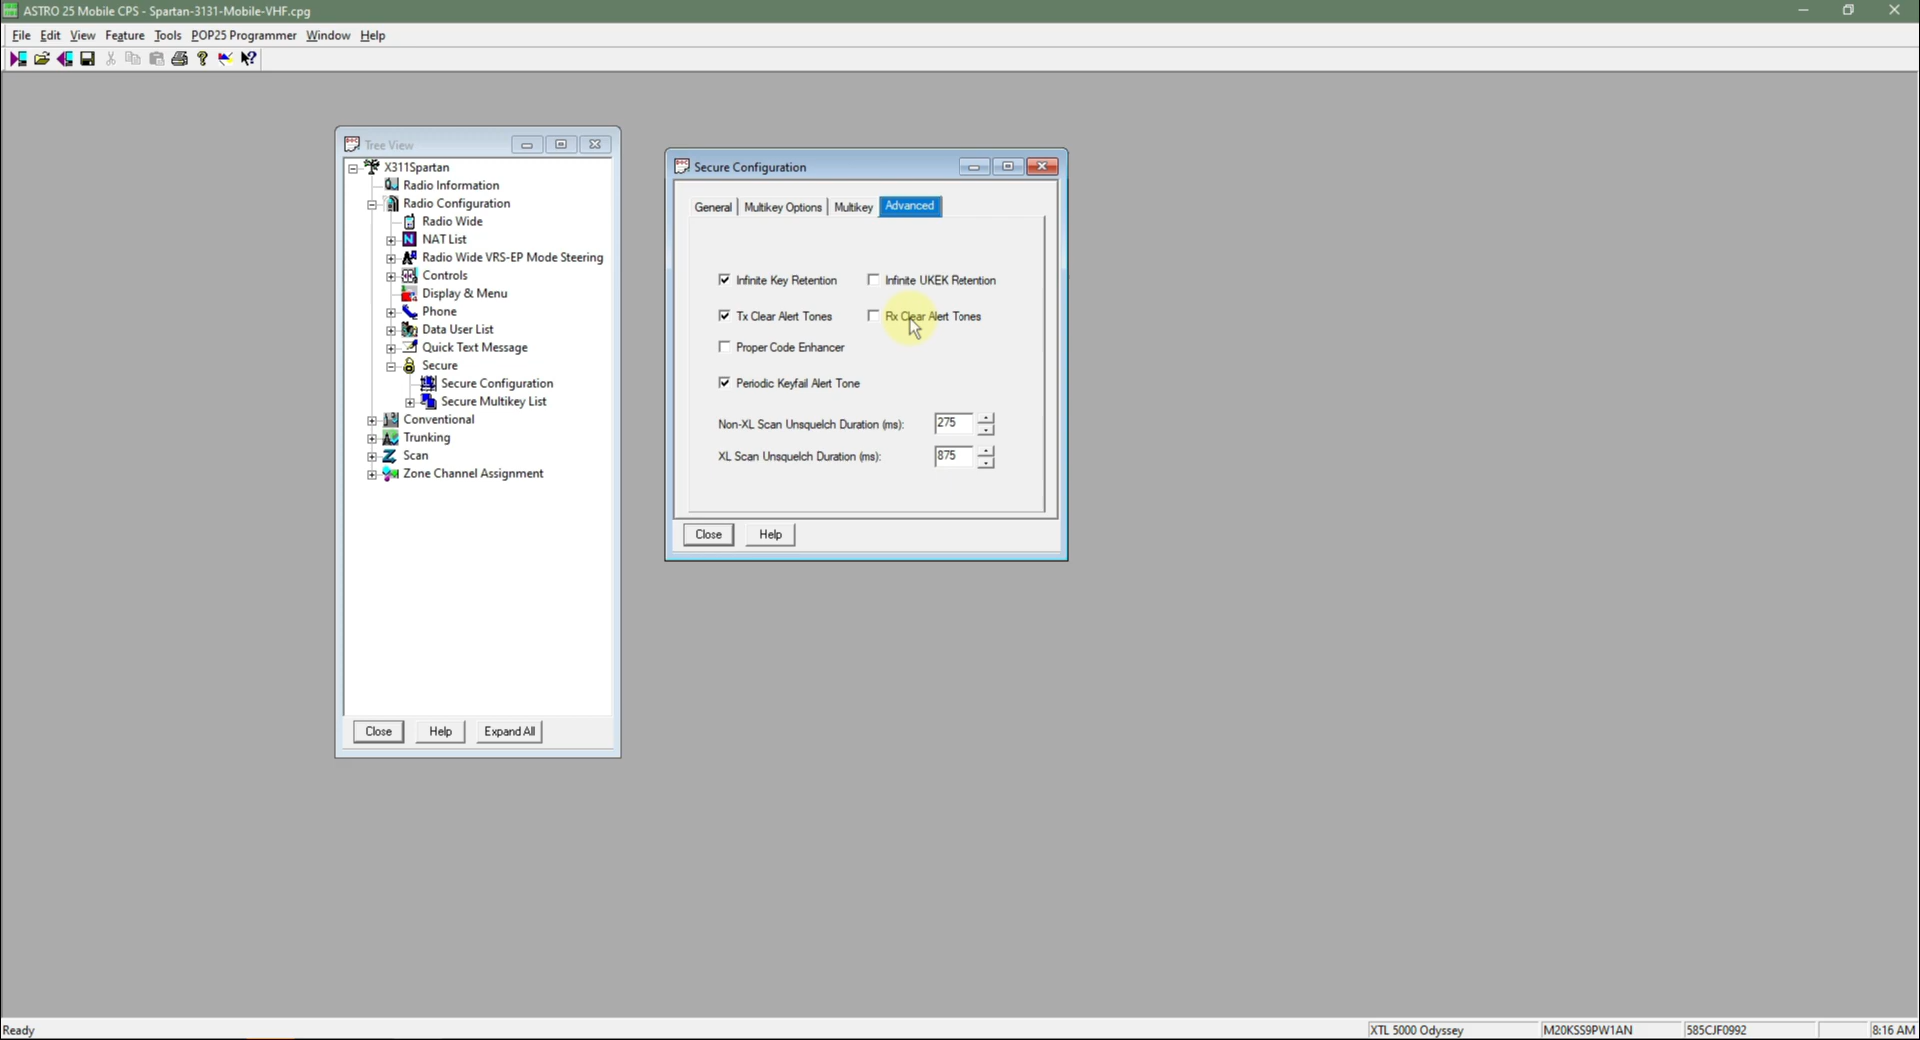 ASTRO 25 Mobile CPS - Spartan-3131-Mobile-VHF.cpg
File Edit View Feature Tools POP25 Programmer Window Help
Tree View
X311Spartan
Radio Information
Radio Configuration
Radio Wide
NAT List
Radio Wide VRS-EP Mode Steering
Controls
Display & Menu
Phone
Data User List
Quick Text Message
Secure
Secure Configuration
Secure Multikey List
Conventional
Trunking
Scan
Zone Channel Assignment
Close Help Expand All
Secure Configuration
General Multikey Options Multikey Advanced
Infinite Key Retention Infinite UKEK Retention
Tx Clear Alert Tones Rx Clear Alert Tones
Proper Code Enhancer
Periodic Keyfail Alert Tone
Non-XL Scan Unsquelch Duration (ms): 275
XL Scan Unsquelch Duration (ms): 875
Close Help
Ready XTL 5000 Odyssey M20KSS9PW1AN 585CJF0992 8:16 AM